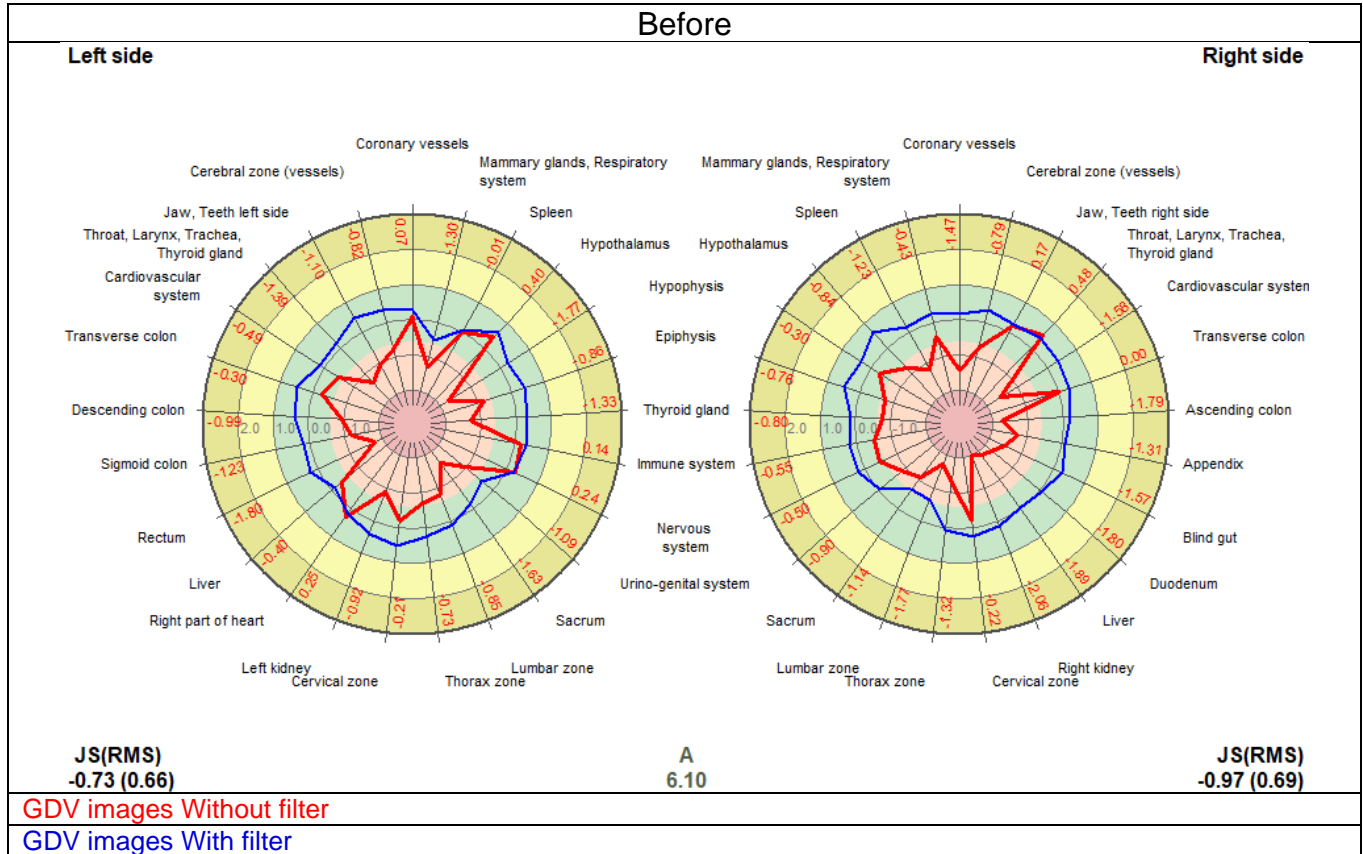 Before
Left side
Right side
Coronary vessels
Coronary vessels
Cerebral zone (vessels)
Mammary glands, Respiratory
system
Mammary glands, Respiratory
system
Cerebral zone (vessels)
Jaw, Teeth left side
Spleen
Spleen
Jaw, Teeth right side
Throat, Larynx, Trachea,
Thyroid gland
Hypothalamus
Hypothalamus
Throat, Larynx, Trachea,
Thyroid gland
Cardiovascular
system
Hypophysis
Cardiovascular system
Transverse colon
Epiphysis
Transverse colon
Descending colon
Thyroid gland
Ascending colon
Sigmoid colon
Immune system
Appendix
Rectum
Nervous
system
Blind gut
Liver
Urino-genital system
Duodenum
Right part of heart
Sacrum
Sacrum
Liver
Left kidney
Lumbar zone
Lumbar zone
Right kidney
Cervical zone
Thorax zone
Thorax zone
Cervical zone
0.07
-1.30
-0.01
0.40
-1.77
-0.86
-1.33
0.14
0.24
-1.09
-1.63
-0.85
-0.73
-0.21
-0.92
0.25
-0.40
-1.80
-123
-0.99
-0.30
-0.49
-1.39
-1.10
-0.82
2.0 1.0 0.0 -1.0
-1.47
-0.79
0.17
0.48
-1.58
0.00
-1.79
-1.31
-1.57
-1.80
-1.89
-2.06
-0.22
-1.32
-1.77
-1.14
-0.90
-0.50
-0.55
-0.80
-0.76
-0.30
-0.84
-1.23
-0.43
2.0 1.0 0.0 -1.0
JS(RMS)
-0.73 (0.66)
A
6.10
JS(RMS)
-0.97 (0.69)
GDV images Without filter
GDV images With filter